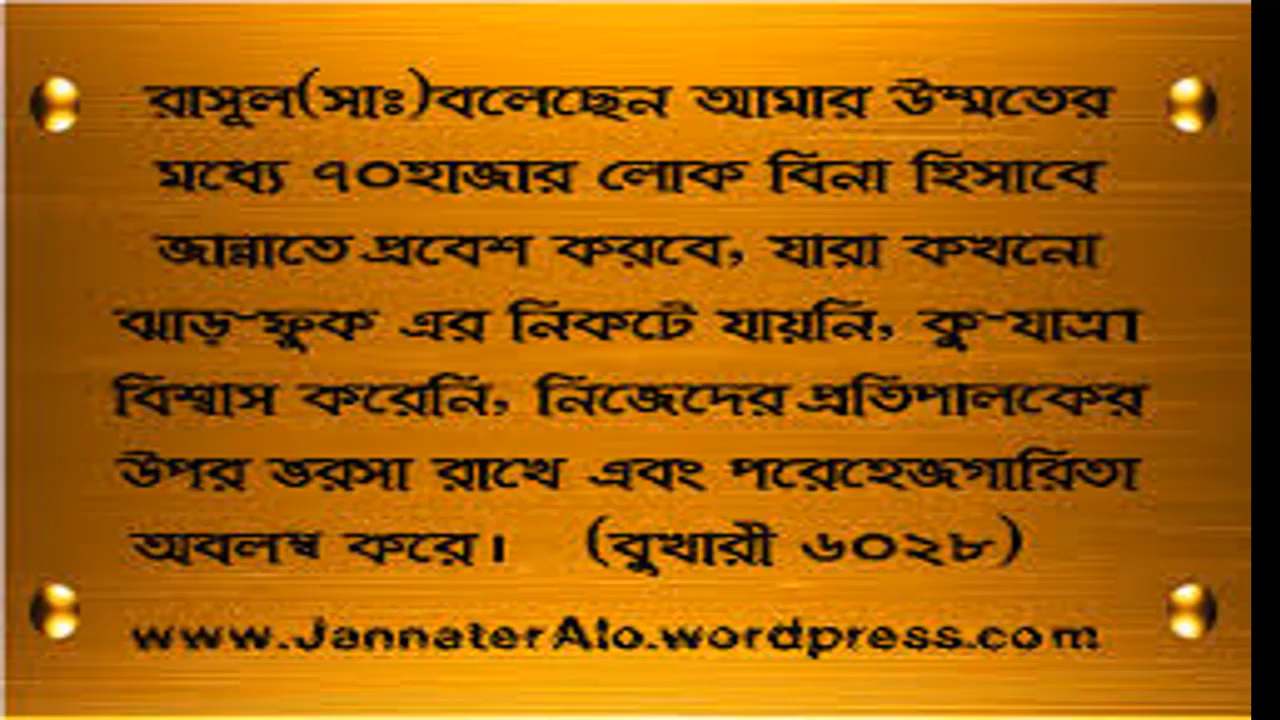 রাসূল(সাঃ)বলেছেন আমার উম্মতের
মধ্যে ৭০হাজার লোক বিনা হিসাবে
জান্নাতে প্রবেশ করবে, যারা কখনো
ঝাড়-ফুক এর নিকটে যায়নি, কু-যাত্রা
বিশ্বাস করেনি, নিজেদের প্রতিপালকের
উপর ভরসা রাখে এবং পরেহেজগারিতা
অবলম্ব করে। (বুখারী ৬০২৮)
www.JannaterAlo.wordpress.com